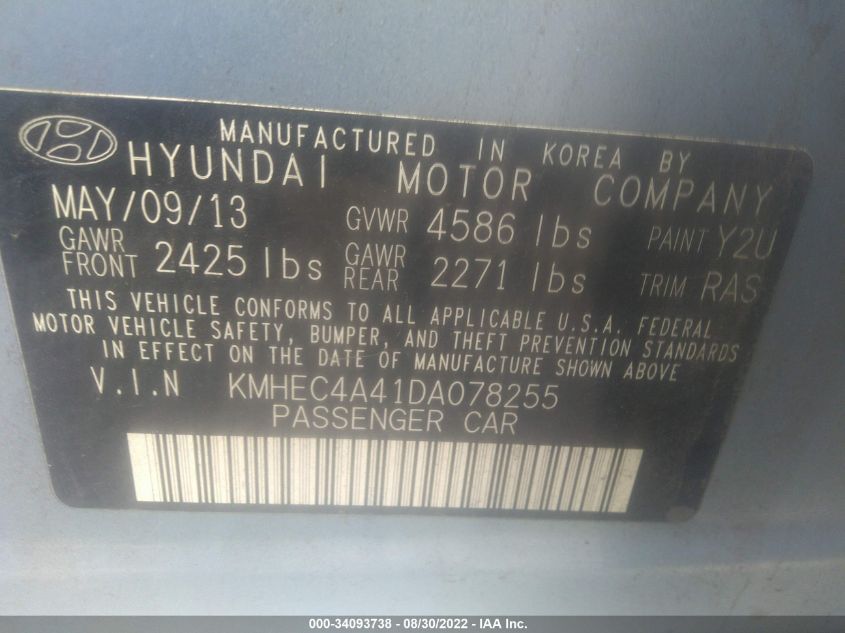 MANUFACTURED IN KOREA BY
HYUNDAI MOTOR COMPANY
MAY/09/13 GVWR 4586 lbs PAINT Y2U
GAWR FRONT 2425 lbs GAWR REAR 2271 lbs TRIM RAS
THIS VEHICLE CONFORMS TO ALL APPLICABLE U.S.A. FEDERAL
MOTOR VEHICLE SAFETY, BUMPER, AND THEFT PREVENTION STANDARDS
IN EFFECT ON THE DATE OF MANUFACTURE SHOWN ABOVE.
V.I.N KMHEC4A41DA078255
PASSENGER CAR
000-34093738 - 08/30/2022 - IAA Inc.